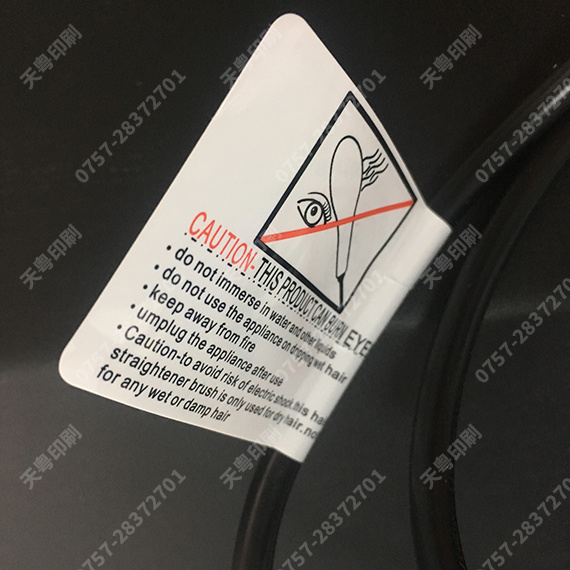 CAUTION-THIS PRODUCT CAN BURN EYE
• do not immerse in water and other liquids
• do not use the appliance on dripping wet hair
• keep away from fire
• umplug the appliance after use
• Caution-to avoid risk of electric shock.this hair
straightener brush is only used for dry hair. not
for any wet or damp hair
天粤印刷
0757-28372701